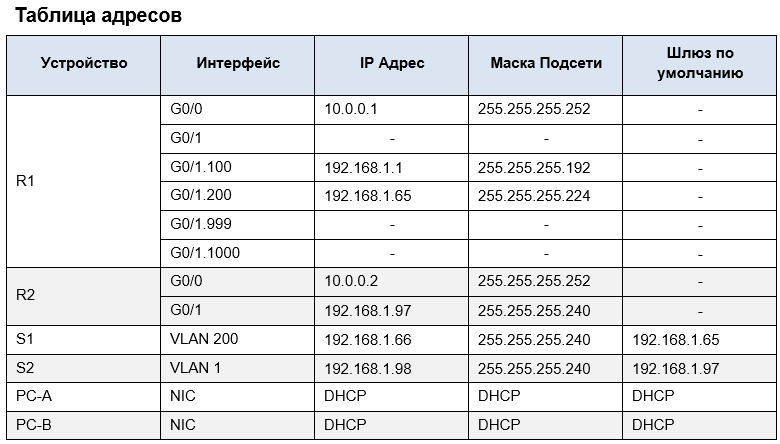 Таблица адресов
Устройство Интерфейс IP Адрес Маска Подсети Шлюз по умолчанию
R1 G0/0 10.0.0.1 255.255.255.252 -
G0/1 - - -
G0/1.100 192.168.1.1 255.255.255.192 -
G0/1.200 192.168.1.65 255.255.255.224 -
G0/1.999 - - -
G0/1.1000 - - -
R2 G0/0 10.0.0.2 255.255.255.252 -
G0/1 192.168.1.97 255.255.255.240 -
S1 VLAN 200 192.168.1.66 255.255.255.240 192.168.1.65
S2 VLAN 1 192.168.1.98 255.255.255.240 192.168.1.97
PC-A NIC DHCP DHCP DHCP
PC-B NIC DHCP DHCP DHCP